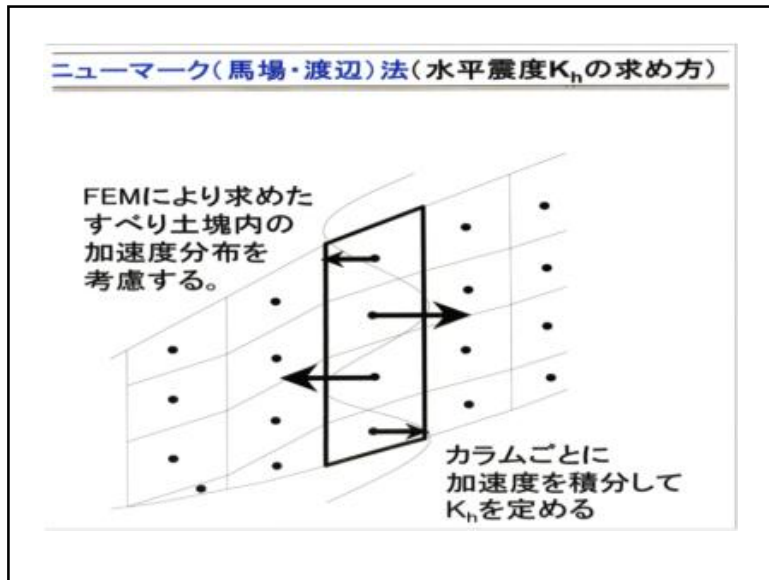 ニューマーク(馬場・渡辺)法(水平震度Khの求め方)
FEMにより求めた
すべり土塊内の
加速度分布を
考慮する。
カラムごとに
加速度を積分して
Khを定める